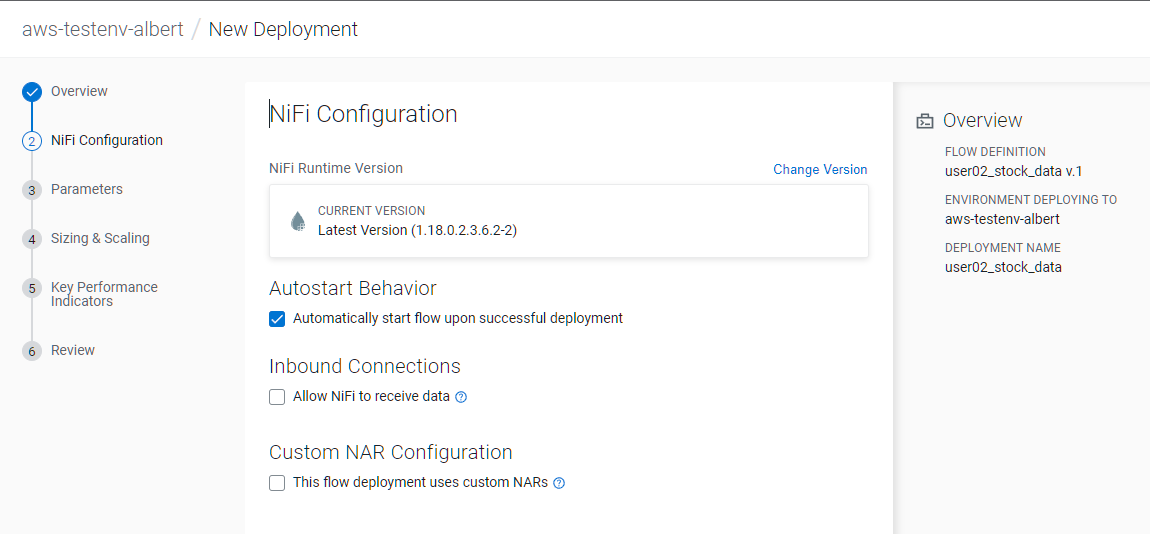 aws-testenv-albert / New Deployment
Overview
2 NiFi Configuration
3 Parameters
4 Sizing & Scaling
5 Key Performance
Indicators
6 Review
NiFi Configuration
NiFi Runtime Version
Change Version
CURRENT VERSION
Latest Version (1.18.0.2.3.6.2-2)
Autostart Behavior
Automatically start flow upon successful deployment
Inbound Connections
Allow NiFi to receive data ?
Custom NAR Configuration
This flow deployment uses custom NARs ?
Overview
FLOW DEFINITION
user02_stock_data v.1
ENVIRONMENT DEPLOYING TO
aws-testenv-albert
DEPLOYMENT NAME
user02_stock_data